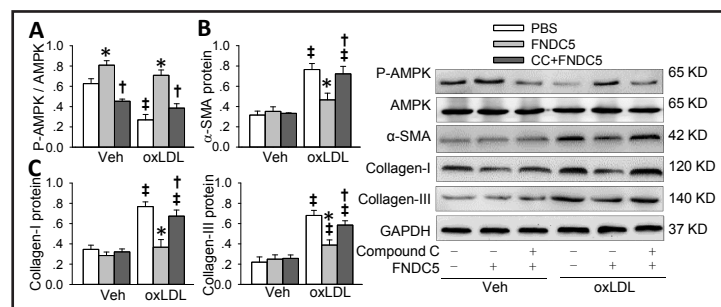 A
P-AMPK / AMPK
1.0
.8
.6
.4
.2
0
*
†
‡
*
†
Veh
oxLDL
B
α-SMA protein
1.0
.8
.6
.4
.2
0
‡
*
†
‡
Veh
oxLDL
PBS
FNDC5
CC+FNDC5
C
Collagen-I protein
1.0
.8
.6
.4
.2
0
‡
*
†
‡
Veh
oxLDL
Collagen-III protein
1.0
.8
.6
.4
.2
0
‡
*
‡
†
‡
Veh
oxLDL
P-AMPK 65 KD
AMPK 65 KD
α-SMA 42 KD
Collagen-I 120 KD
Collagen-III 140 KD
GAPDH 37 KD
Compound C − − + − − +
FNDC5 − + + − + +
Veh oxLDL